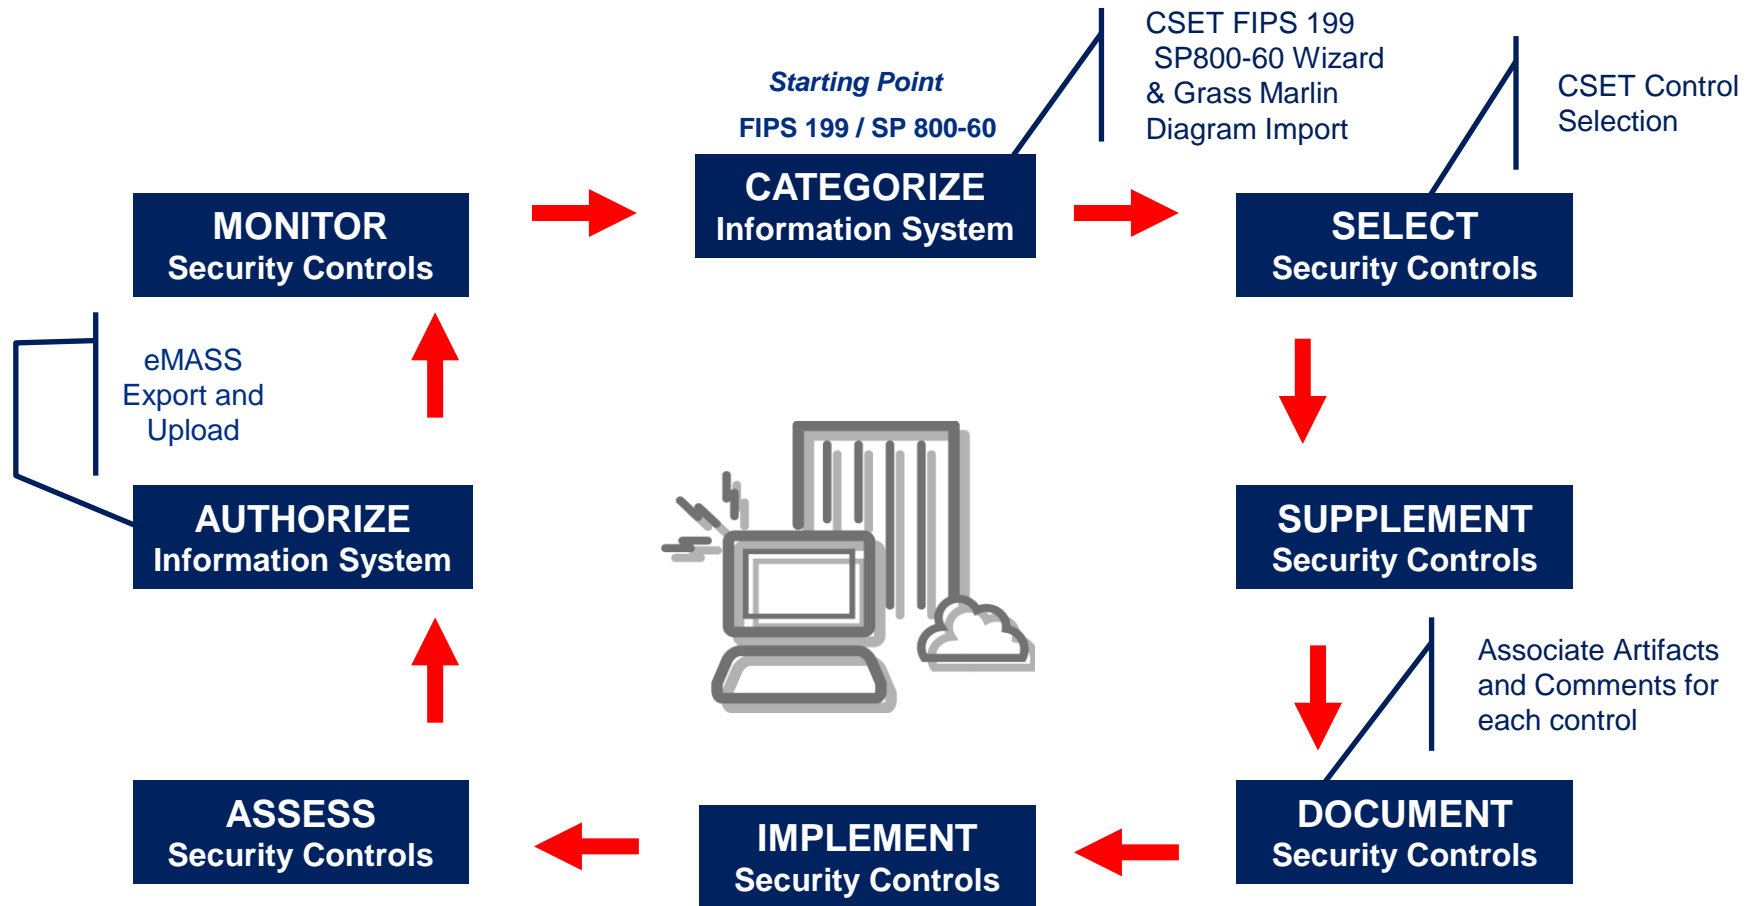 Starting Point
FIPS 199 / SP 800-60
CATEGORIZE
Information System
CSET FIPS 199
SP800-60 Wizard
& Grass Marlin
Diagram Import
SELECT
Security Controls
CSET Control
Selection
SUPPLEMENT
Security Controls
DOCUMENT
Security Controls
Associate Artifacts
and Comments for
each control
IMPLEMENT
Security Controls
ASSESS
Security Controls
AUTHORIZE
Information System
eMASS
Export and
Upload
MONITOR
Security Controls